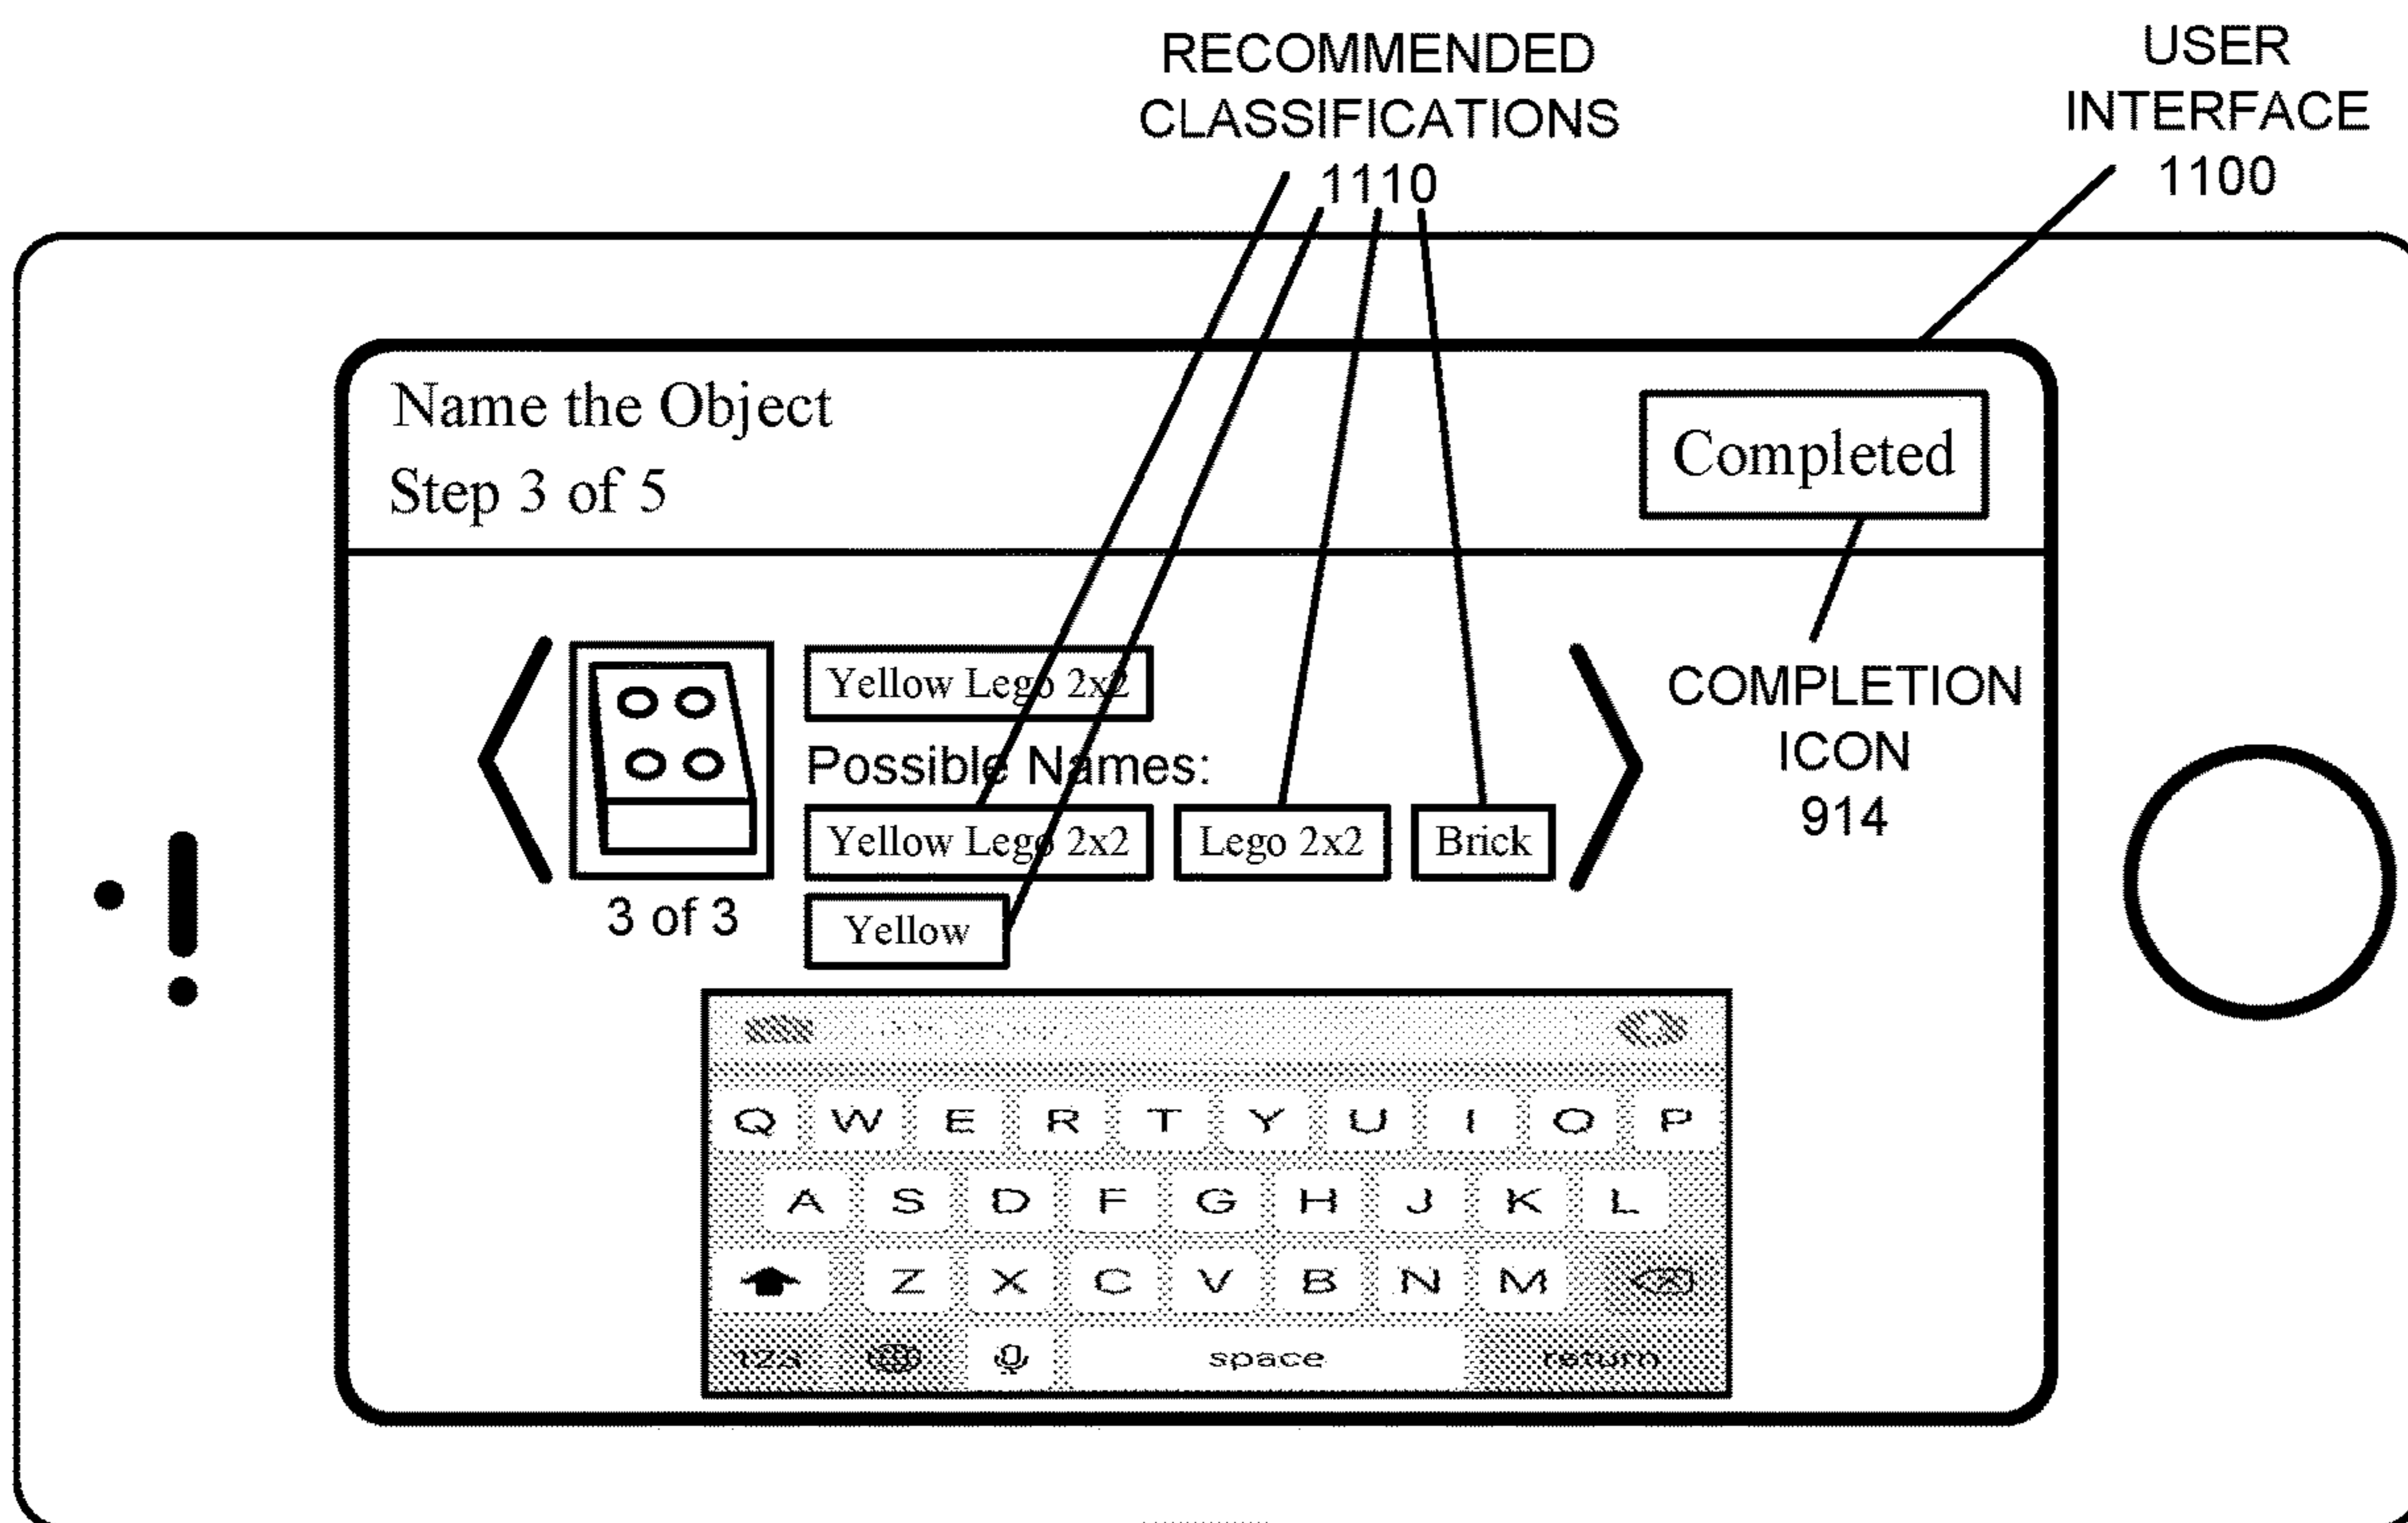 RECOMMENDED
CLASSIFICATIONS
1110
USER
INTERFACE
1100
Name the Object
Step 3 of 5
Completed
COMPLETION
ICON
914
Yellow Lego 2x2
Possible Names:
Yellow Lego 2x2 Lego 2x2 Brick
3 of 3
Yellow
Q W E R T Y U I O P
A S D F G H J K L
Z X C V B N M
123 space return